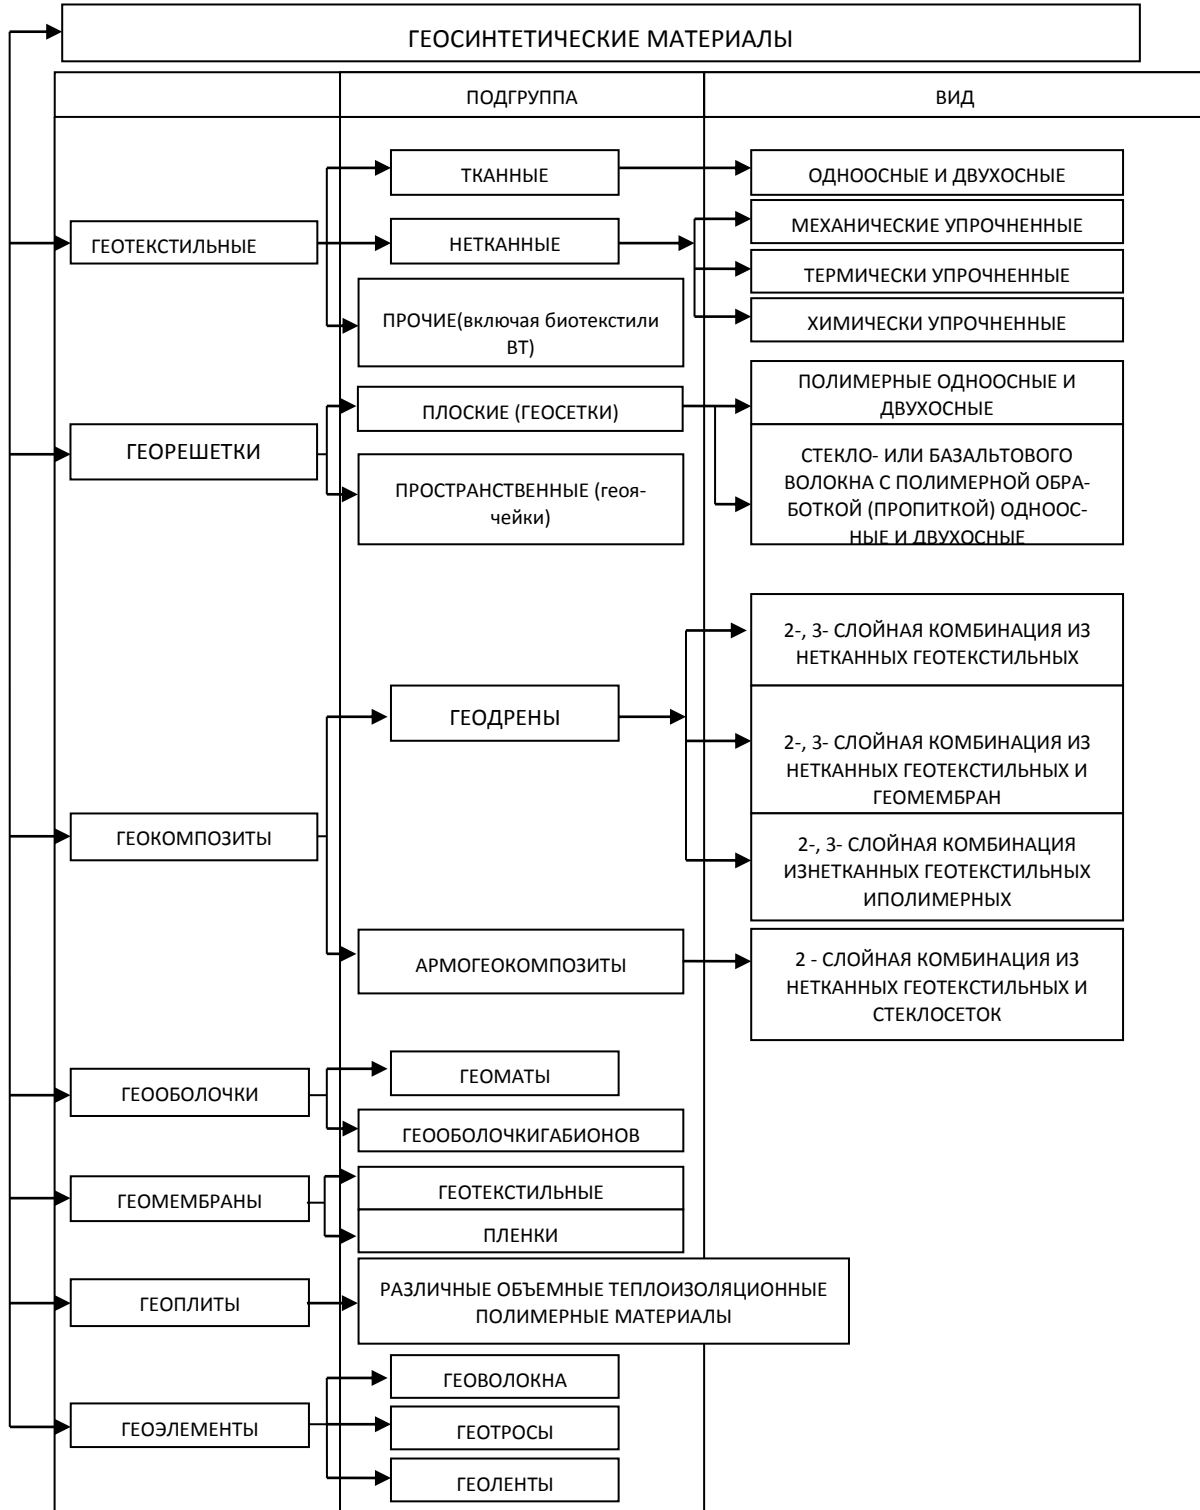 ГЕОСИНТЕТИЧЕСКИЕ МАТЕРИАЛЫ
ПОДГРУППА
ВИД
ГЕОТЕКСТИЛЬНЫЕ
ТКАННЫЕ
ОДНООСНЫЕ И ДВУХОСНЫЕ
НЕТКАННЫЕ
МЕХАНИЧЕСКИЕ УПРОЧНЕННЫЕ
ТЕРМИЧЕСКИ УПРОЧНЕННЫЕ
ХИМИЧЕСКИ УПРОЧНЕННЫЕ
ПРОЧИЕ(включая биотекстили
ВТ)
ГЕОРЕШЕТКИ
ПЛОСКИЕ (ГЕОСЕТКИ)
ПОЛИМЕРНЫЕ ОДНООСНЫЕ И
ДВУХОСНЫЕ
СТЕКЛО- ИЛИ БАЗАЛЬТОВОГО
ВОЛОКНА С ПОЛИМЕРНОЙ ОБРА-
БОТКОЙ (ПРОПИТКОЙ) ОДНООС-
НЫЕ И ДВУХОСНЫЕ
ПРОСТРАНСТВЕННЫЕ (геоя-
чейки)
ГЕОКОМПОЗИТЫ
ГЕОДРЕНЫ
2-, 3- СЛОЙНАЯ КОМБИНАЦИЯ ИЗ
НЕТКАННЫХ ГЕОТЕКСТИЛЬНЫХ
2-, 3- СЛОЙНАЯ КОМБИНАЦИЯ ИЗ
НЕТКАННЫХ ГЕОТЕКСТИЛЬНЫХ И
ГЕОМЕМБРАН
2-, 3- СЛОЙНАЯ КОМБИНАЦИЯ
ИЗНЕТКАННЫХ ГЕОТЕКСТИЛЬНЫХ
ИПОЛИМЕРНЫХ
АРМОГЕОКОМПОЗИТЫ
2 - СЛОЙНАЯ КОМБИНАЦИЯ ИЗ
НЕТКАННЫХ ГЕОТЕКСТИЛЬНЫХ И
СТЕКЛОСЕТОК
ГЕООБОЛОЧКИ
ГЕОМАТЫ
ГЕООБОЛОЧКИГАБИОНОВ
ГЕОМЕМБРАНЫ
ГЕОТЕКСТИЛЬНЫЕ
ПЛЕНКИ
ГЕОПЛИТЫ
РАЗЛИЧНЫЕ ОБЪЕМНЫЕ ТЕПЛОИЗОЛЯЦИОННЫЕ
ПОЛИМЕРНЫЕ МАТЕРИАЛЫ
ГЕОЭЛЕМЕНТЫ
ГЕОВОЛОКНА
ГЕОТРОСЫ
ГЕОЛЕНТЫ